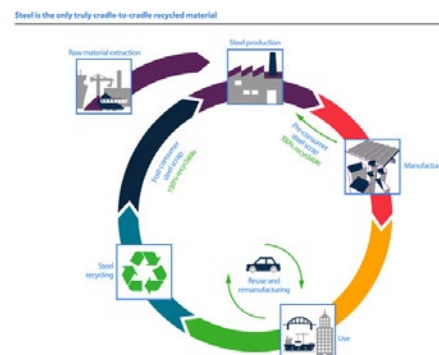 Steel is the only truly cradle-to-cradle recycled material
Raw material extraction
Steel production
Post-consumer
steel scrap
100% recyclable
Pre-consumer
steel scrap
100% recyclable
Manufactur
Steel
recycling
Reuse and
remanufacturing
Use